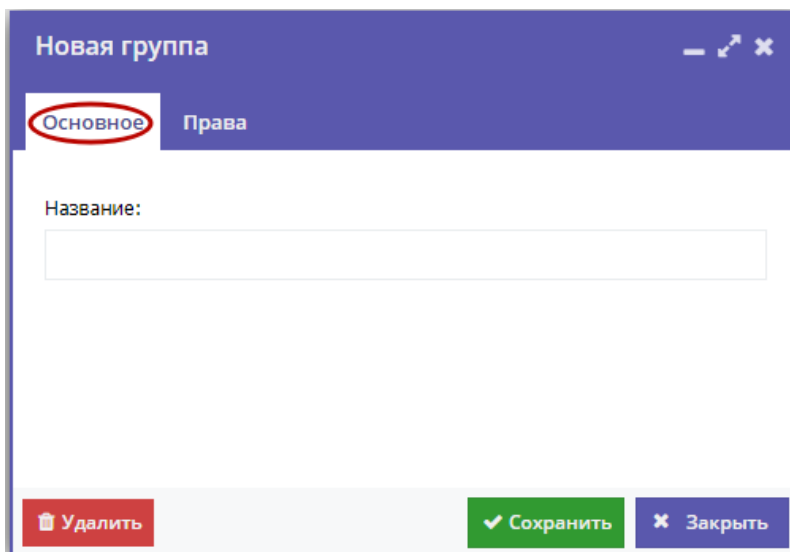 Новая группа
Основное Права
Название:
Удалить Сохранить Закрыть